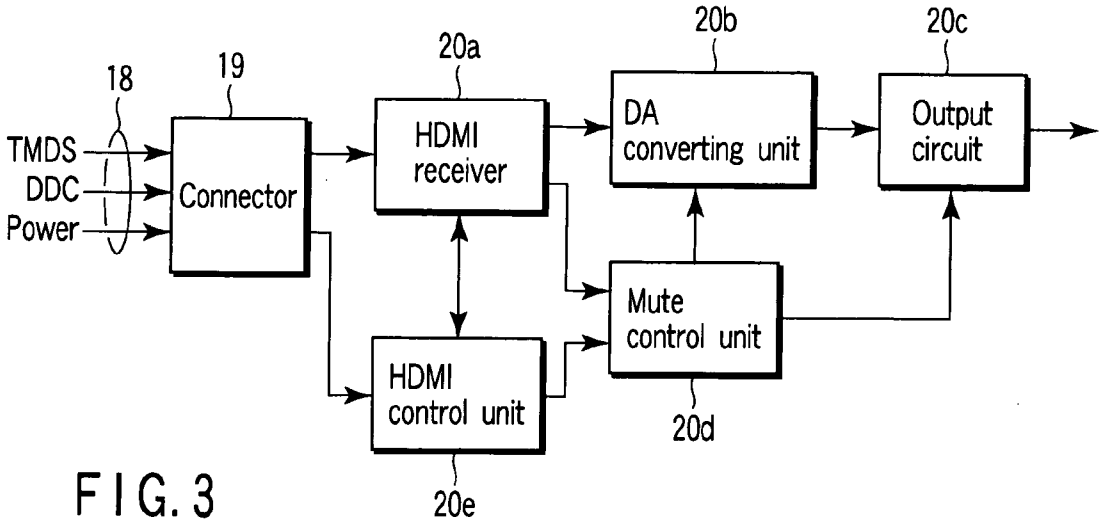 18
TMDS
DDC
Power
19
Connector
20a
HDMI
receiver
20b
DA
converting unit
20c
Output
circuit
Mute
control unit
20d
HDMI
control unit
20e
FIG. 3